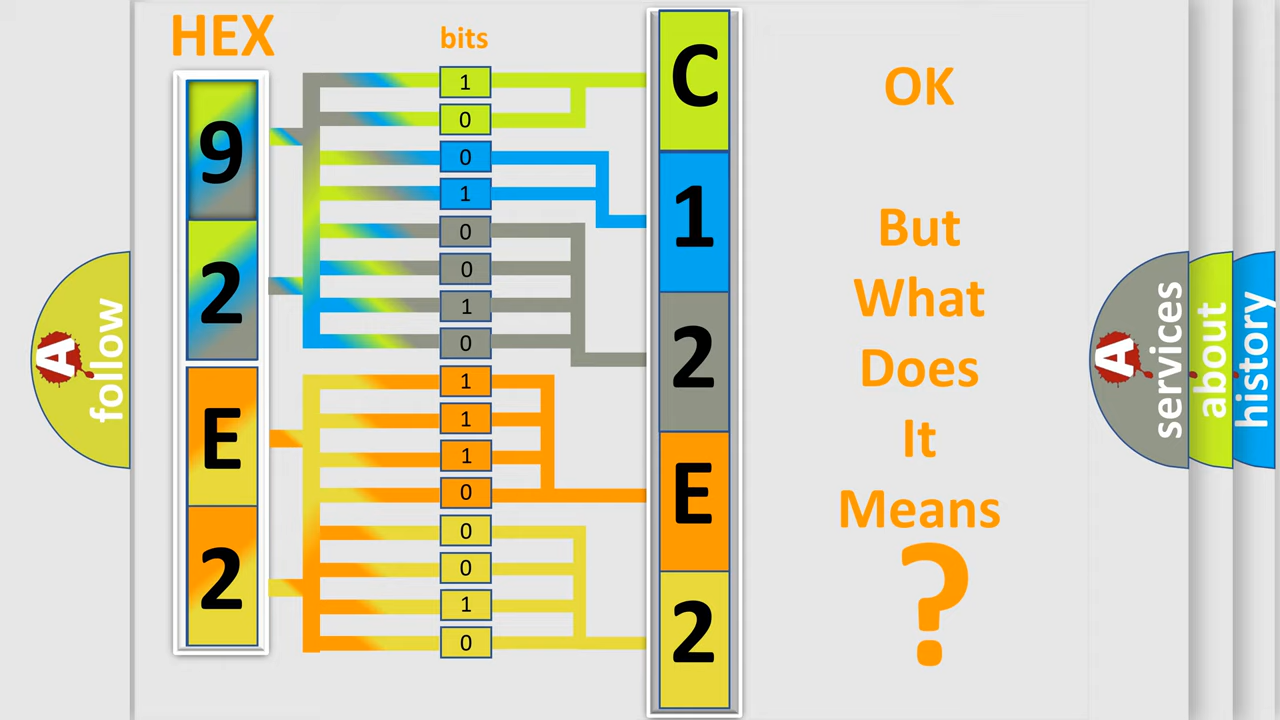 HEX
bits
9
2
E
2
1
0
0
1
0
0
1
0
1
1
1
0
0
0
1
0
C
1
2
E
2
OK
But
What
Does
It
Means
?
A
follow
A
services
about
history